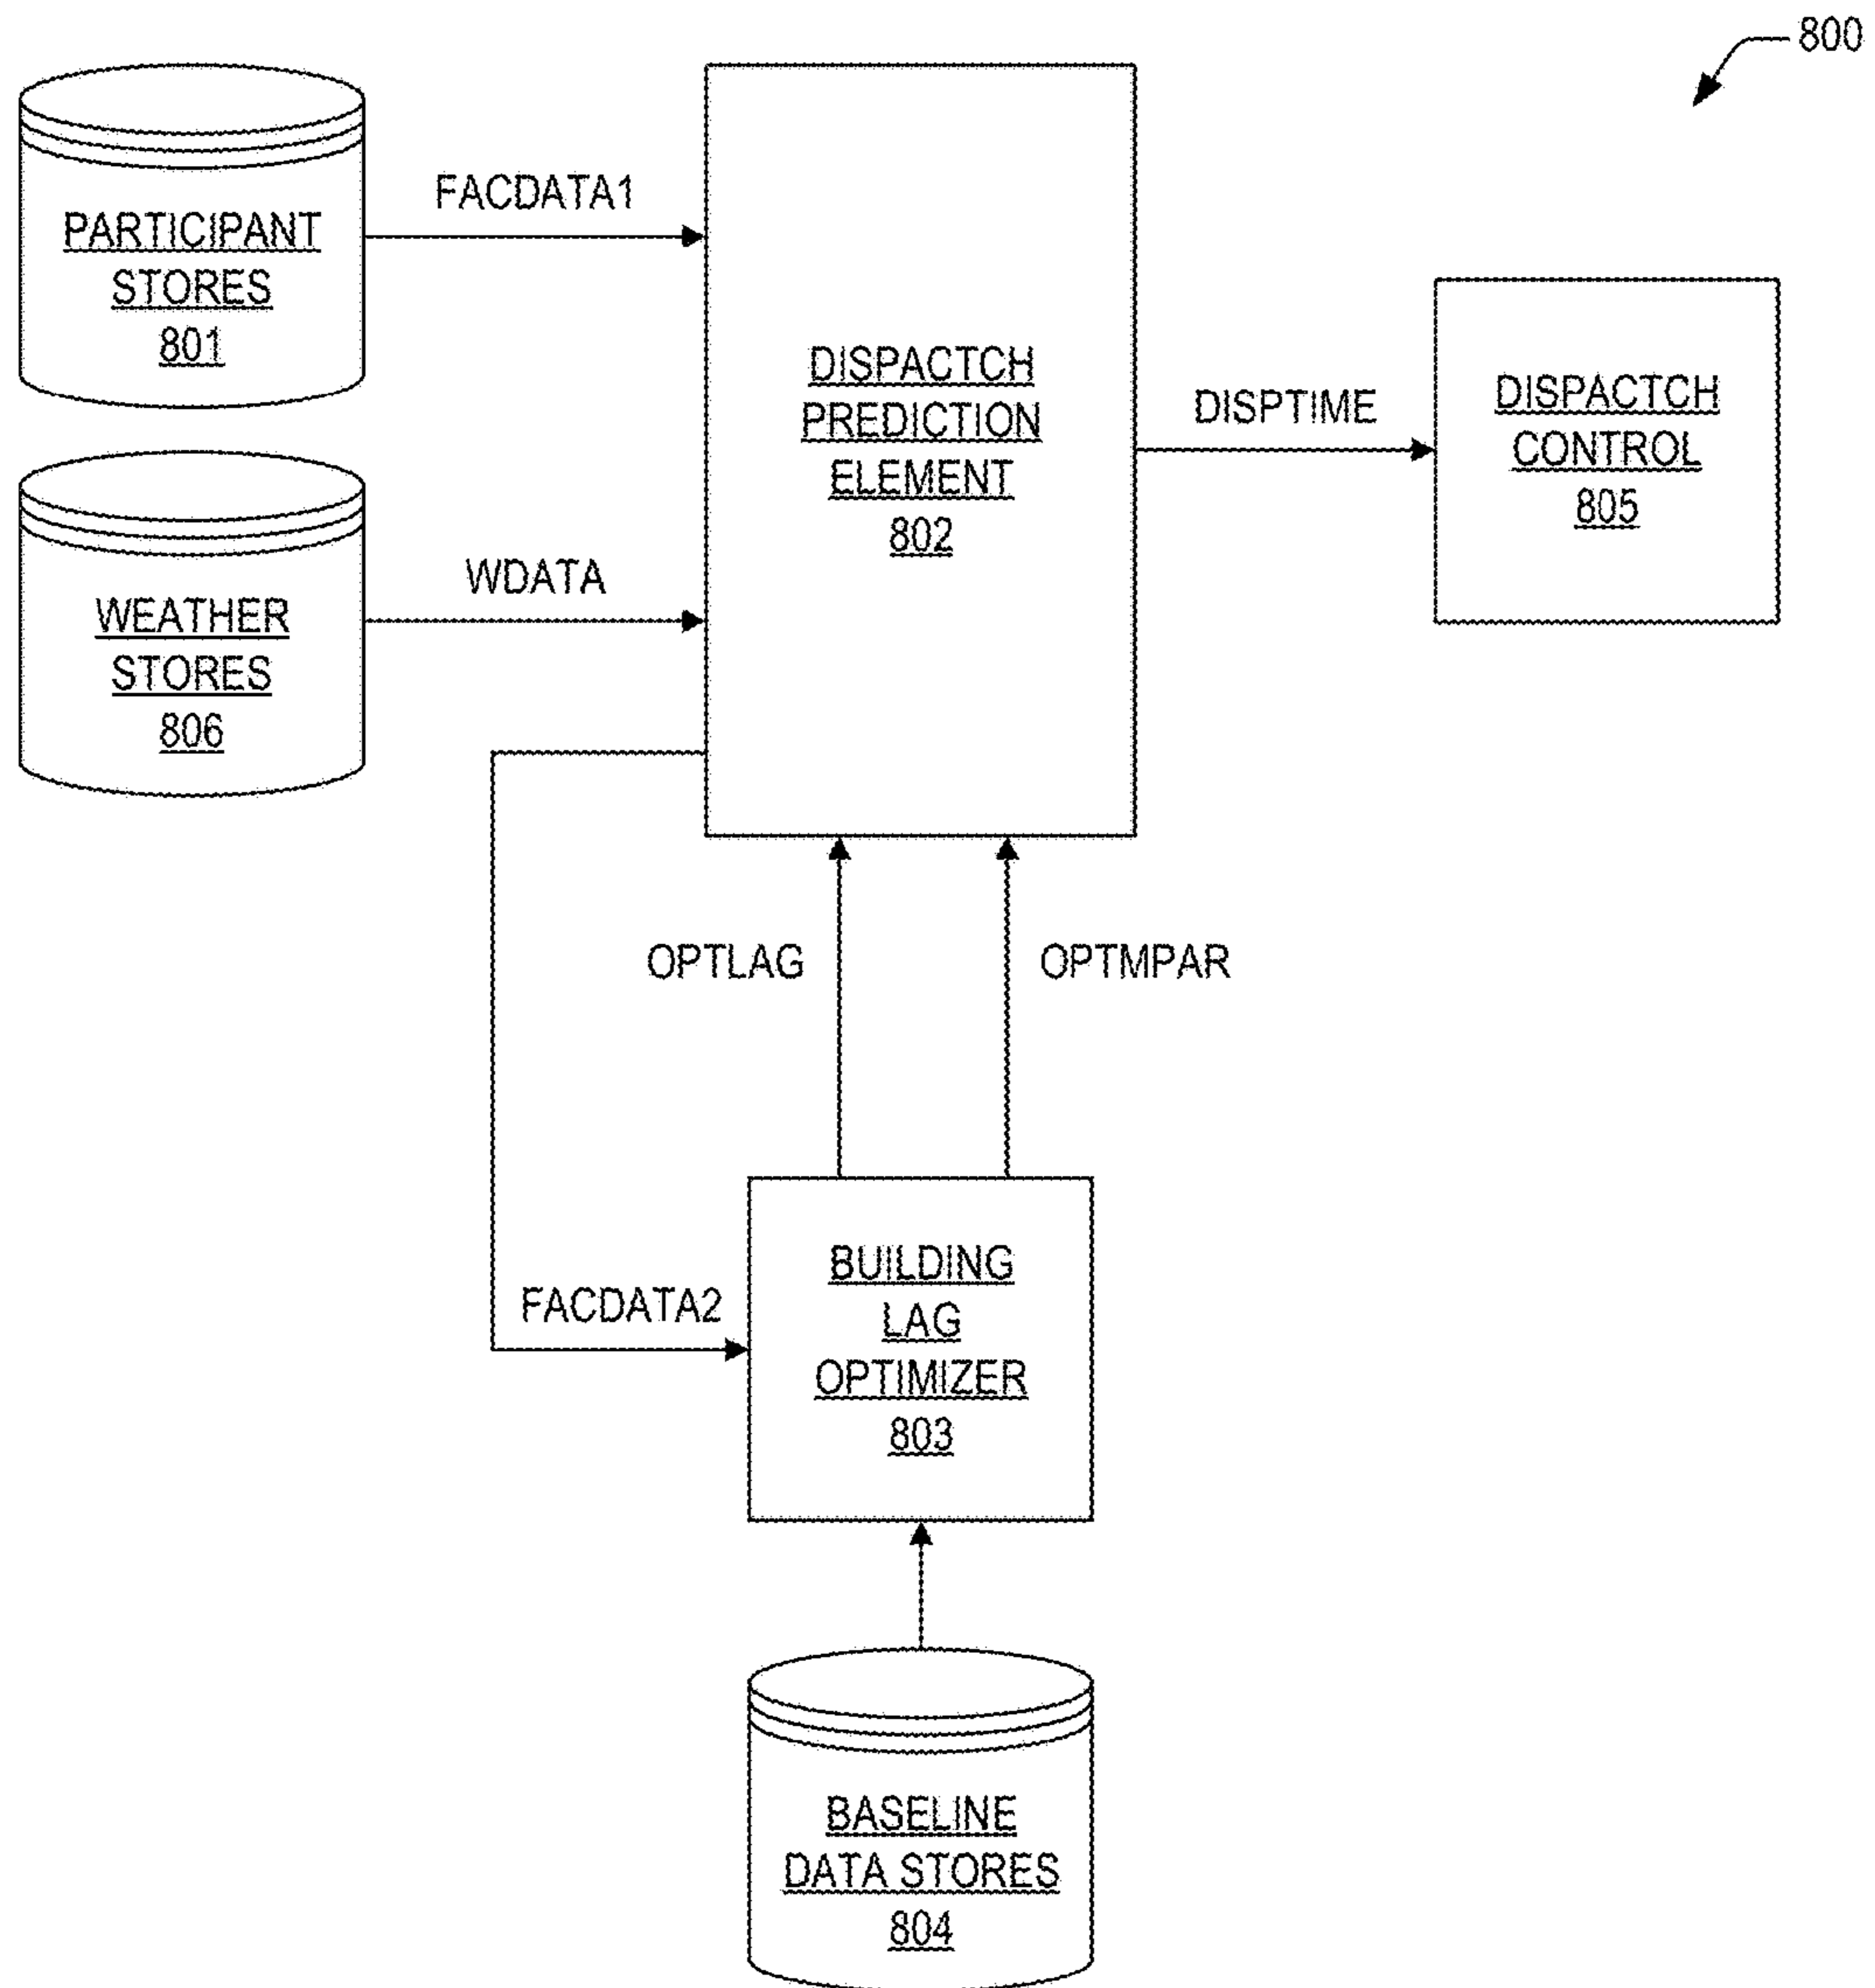 800
PARTICIPANT
STORES
801
FACDATA1
DISPACTCH
PREDICTION
ELEMENT
802
DISPTIME
DISPACTCH
CONTROL
805
WEATHER
STORES
806
WDATA
OPTLAG
OPTMPAR
FACDATA2
BUILDING
LAG
OPTIMIZER
803
BASELINE
DATA STORES
804